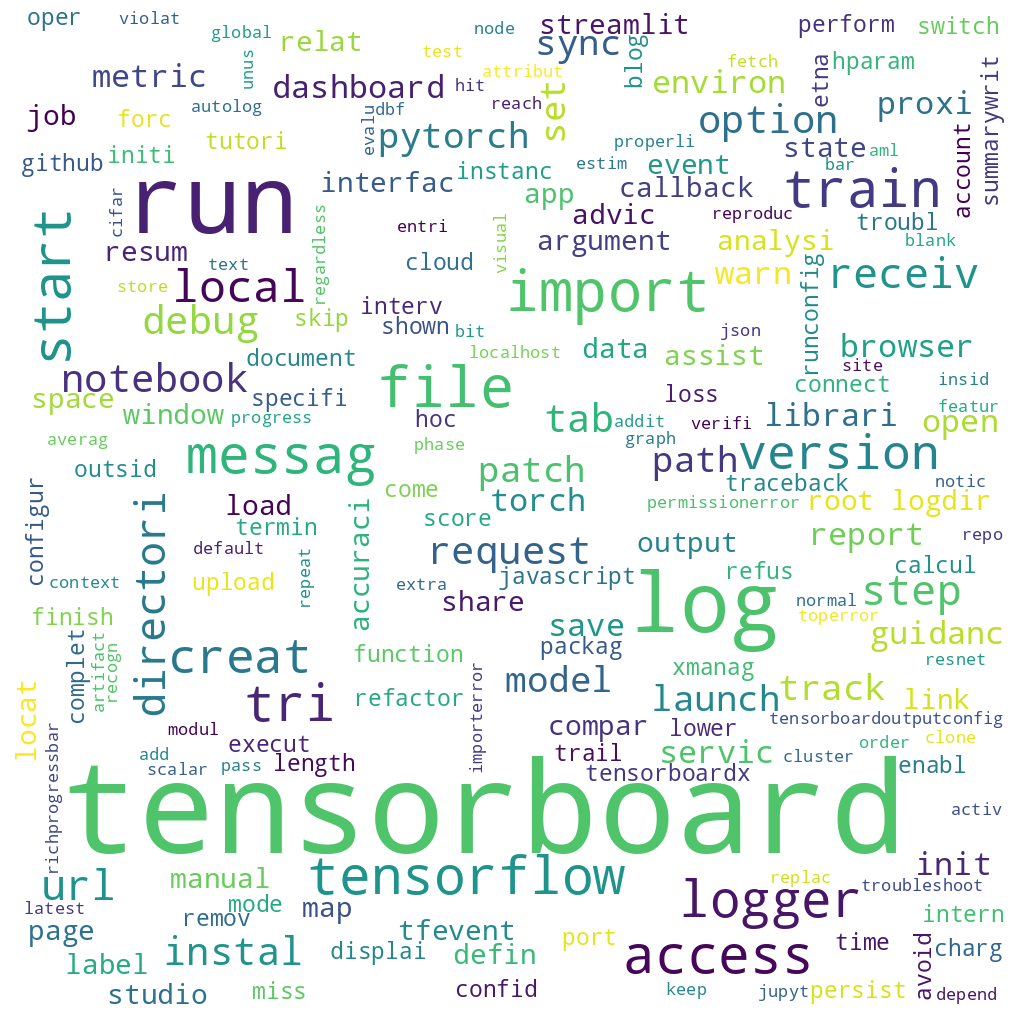 oper
violat
global
relat
test
node
streamlit
sync
blog
perform
switch
metric
unus
dashboard
attribut
hit
set
environ
fetch
etna
hparam
job
forc
autolog
evalu
dbf
reach
option
proxi
summarywrit
github
initi
tutori
pytorch
properli
state
aml
account
run
interfac
instanc
estim
event
bar
train
cifar
app
callback
advic
reproduc
troubl
start
resum
text
regardless
entri
visual
argument
analysi
blank
store
local
cloud
import
warn
runconfig
receiv
debug
skip
interv
shown
bit
json
notebook
document
localhost
data
assist
browser
site
space
window
specifi
progress
file
hoc
loss
connect
insid
featur
averag
phase
tab
addit
graph
verifi
librari
open
outsid
messag
patch
path
version
traceback
notic
configur
directori
load
termin
accuraci
come
score
torch
permissionerror
root logdir
default
repeat
request
output
report
repo
context
upload
extra
javascript
refus
calcul
finish
share
log
normal
toperror
step
complet
artifact
recogn
creat
function
save
packag
xmanag
guidanc
resnet
locat
tri
refactor
importerror
model
launch
track
link
modul
execut
compar
lower
tensorboardoutputconfig
clone
richprogressbar
add
scalar
pass
length
trail
tensorboardx
servic
cluster
order
enabl
tensorboard
activ
url
manual
tensorflow
logger
replac
init
troubleshoot
latest
mode
map
page
remov
tfevent
port
access
time
intern
label
instal
displai
defin
avoid
charg
studio
miss
confid
keep
jupyt
persist
depend